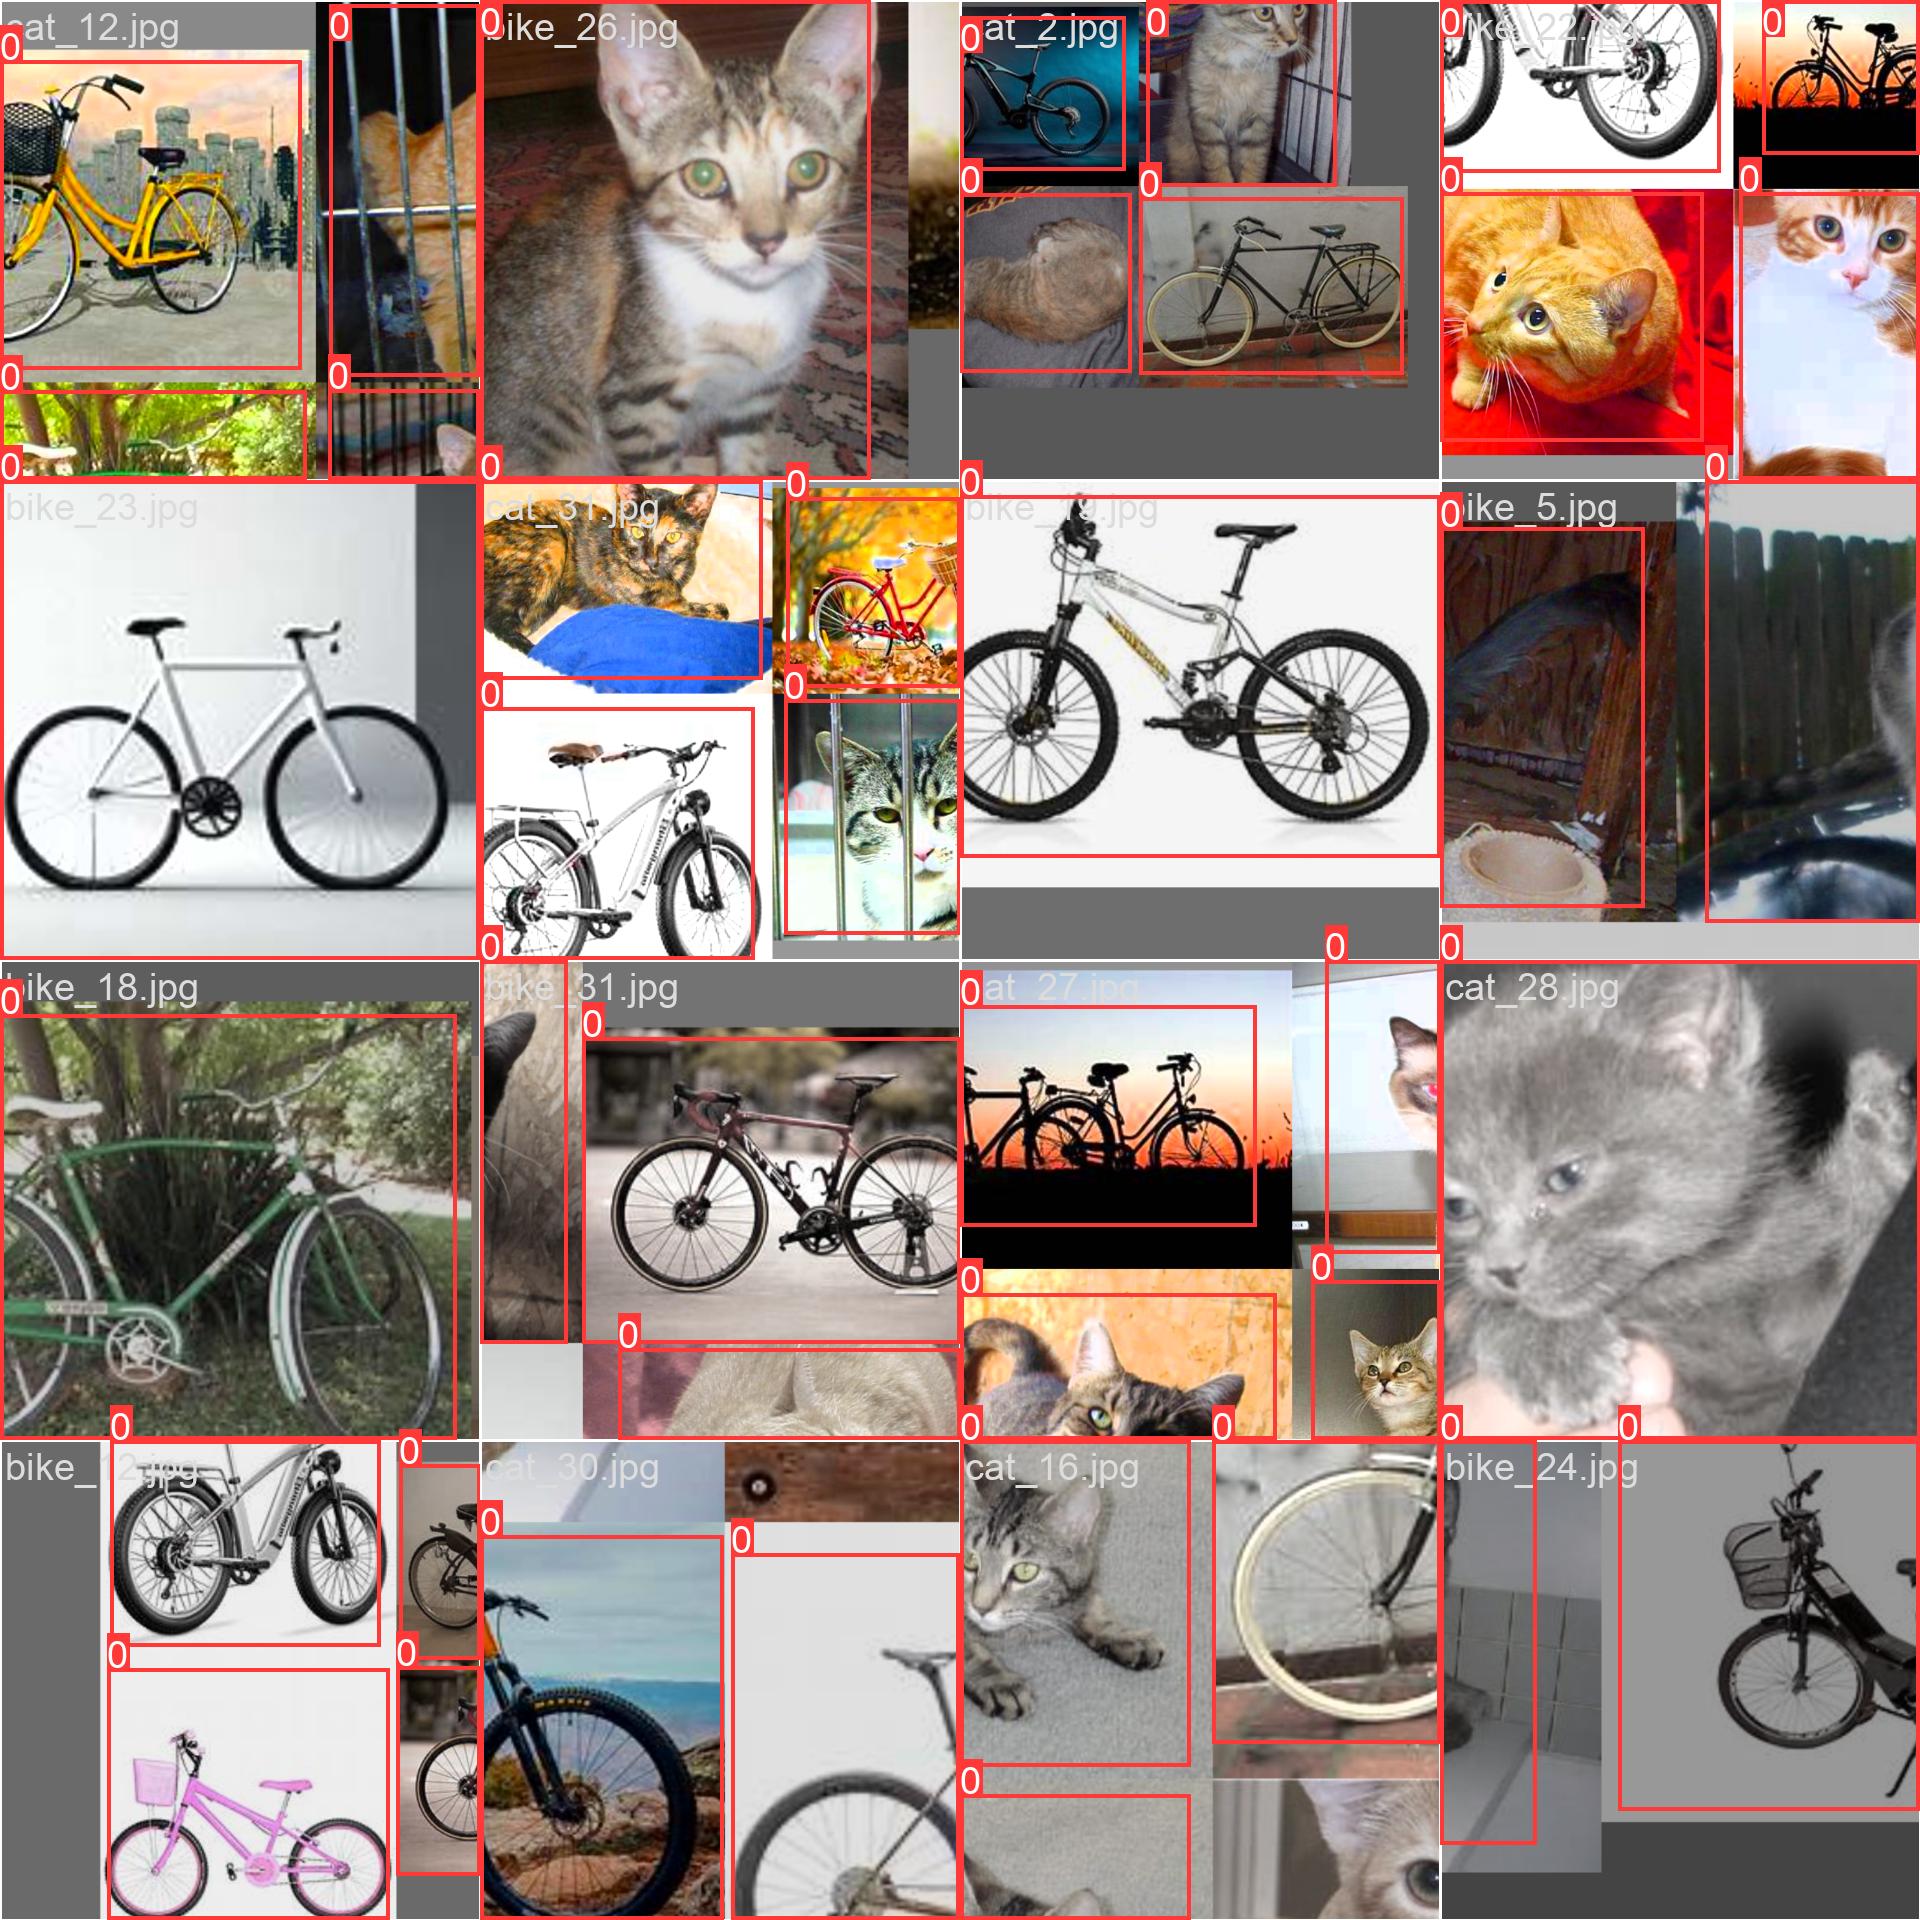 cat_12.jpg
bike_26.jpg
cat_2.jpg
bike_22.jpg
0 0 0 0 0 0 0
0 0 0 0 0
0 0 0 0 0
bike_23.jpg
cat_31.jpg
bike_19.jpg
bike_5.jpg
0 0 0
0 0
0 0 0 0
bike_18.jpg
bike_31.jpg
cat_27.jpg
cat_28.jpg
0 0 0
0 0 0
0 0 0 0 0
bike_12.jpg
cat_30.jpg
cat_16.jpg
bike_24.jpg
0 0 0
0 0 0